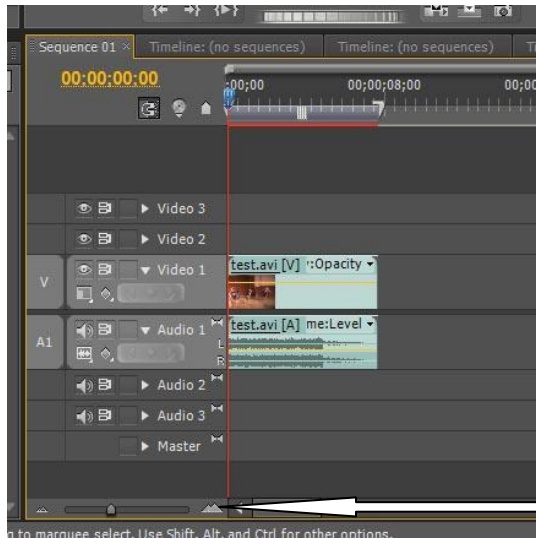 Sequence 01 × Timeline: (no sequences) Timeline: (no sequences) Ti
00;00;00;00 ;00;00 00;00;08;00 00;00
Video 3
Video 2
V Video 1 test.avi [V] :Opacity
A1 Audio 1 test.avi [A] me:Level
L
R
Audio 2
Audio 3
Master
g to marquee select. Use Shift, Alt, and Ctrl for other options.